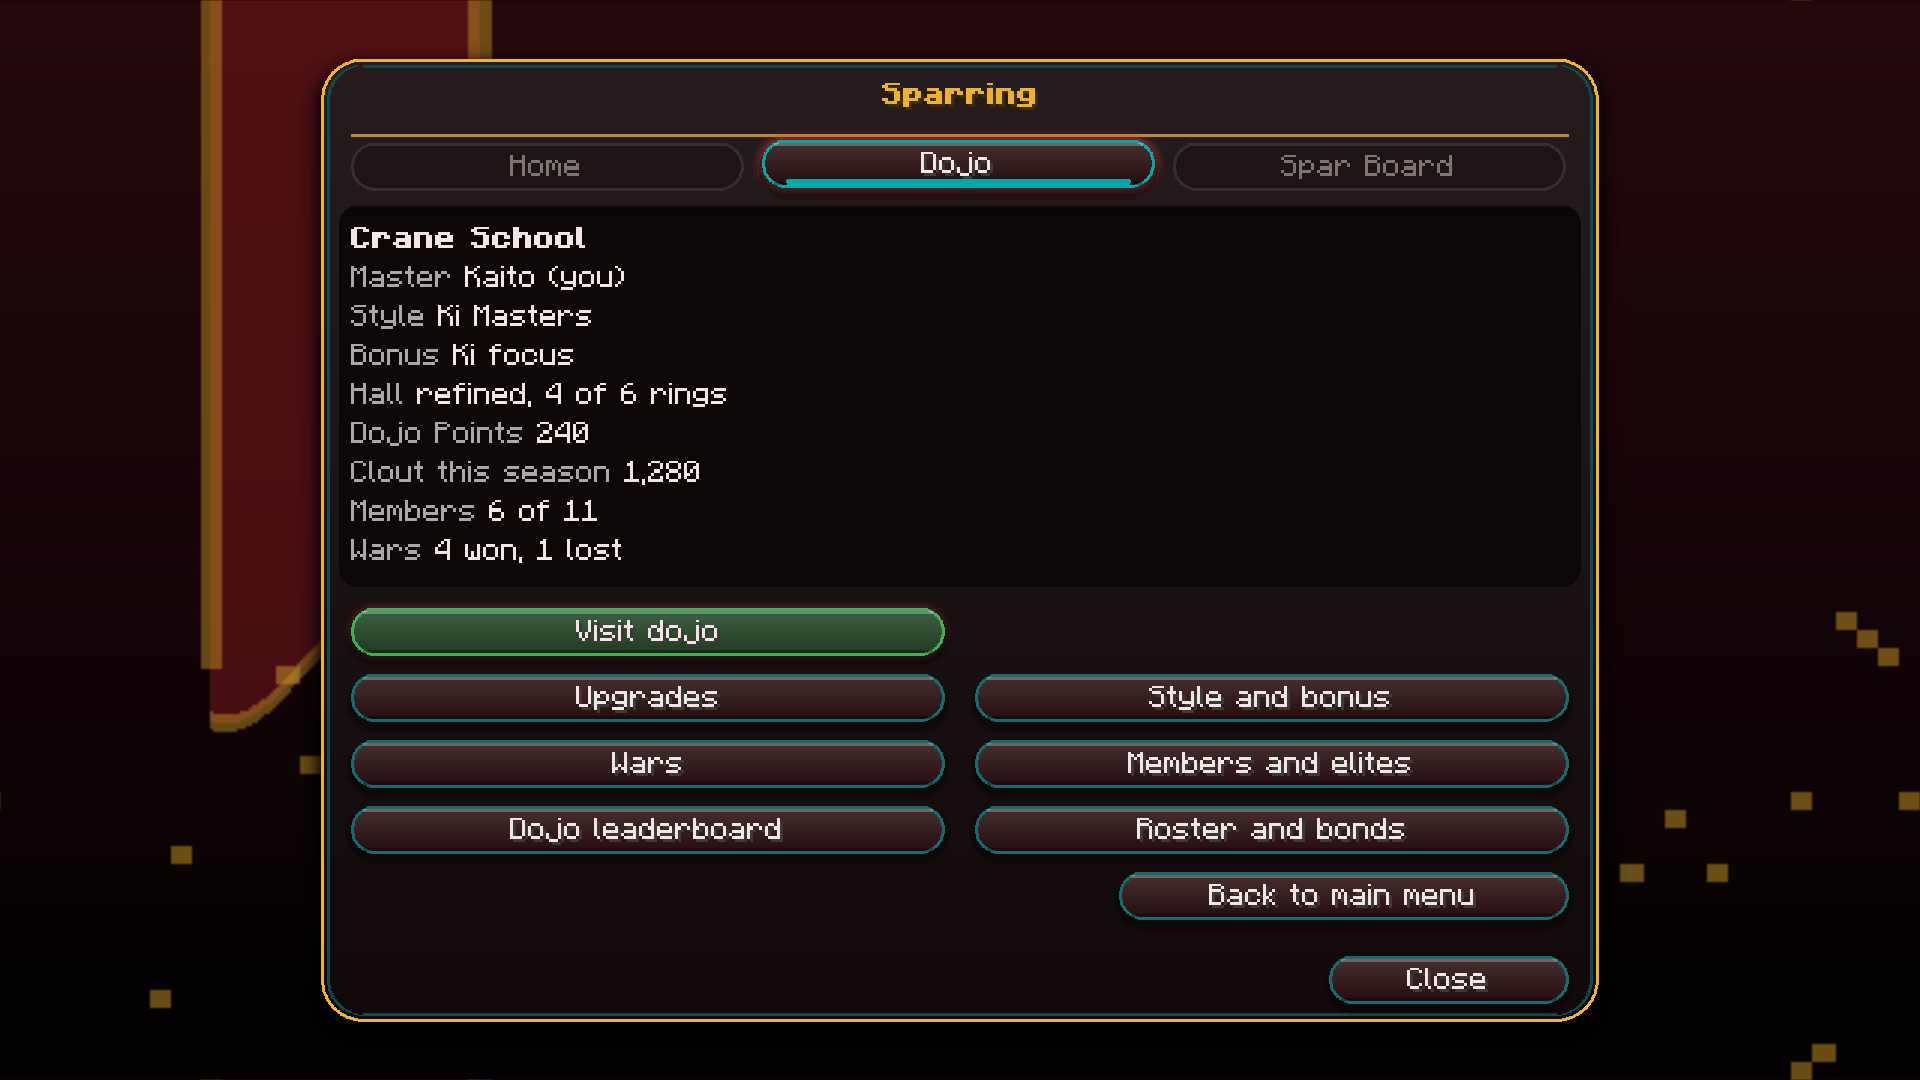 Sparring
Home
Dojo
Spar Board
Crane School
Master Kaito (you)
Style Ki Masters
Bonus Ki focus
Hall refined, 4 of 6 rings
Dojo Points 240
Clout this season 1,280
Members 6 of 11
Wars 4 won, 1 lost
Visit dojo
Upgrades
Style and bonus
Wars
Members and elites
Dojo leaderboard
Roster and bonds
Back to main menu
Close